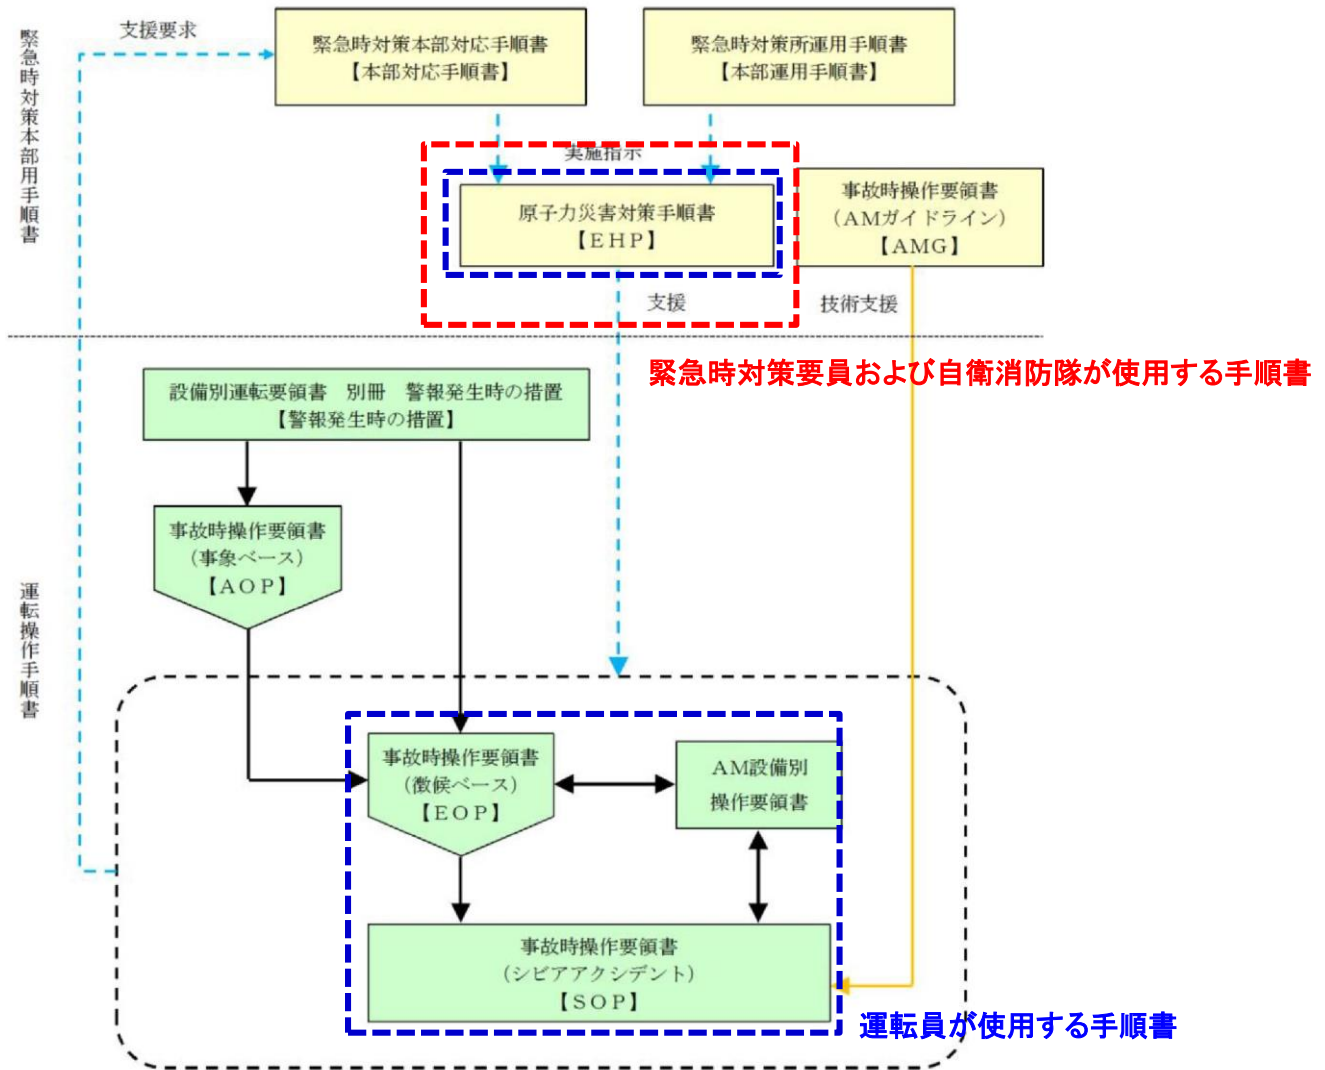 支援要求
緊急時対策本部用手順書
緊急時対策本部対応手順書
【本部対応手順書】
緊急時対策所運用手順書
【本部運用手順書】
実施指示
原子力災害対策手順書
【EHP】
事故時操作要領書
（AMガイドライン）
【AMG】
支援
技術支援
緊急時対策要員および自衛消防隊が使用する手順書
設備別運転要領書　別冊　警報発生時の措置
【警報発生時の措置】
事故時操作要領書
（事象ベース）
【AOP】
運転操作手順書
事故時操作要領書
（徴候ベース）
【EOP】
AM設備別
操作要領書
事故時操作要領書
（シビアアクシデント）
【SOP】
運転員が使用する手順書